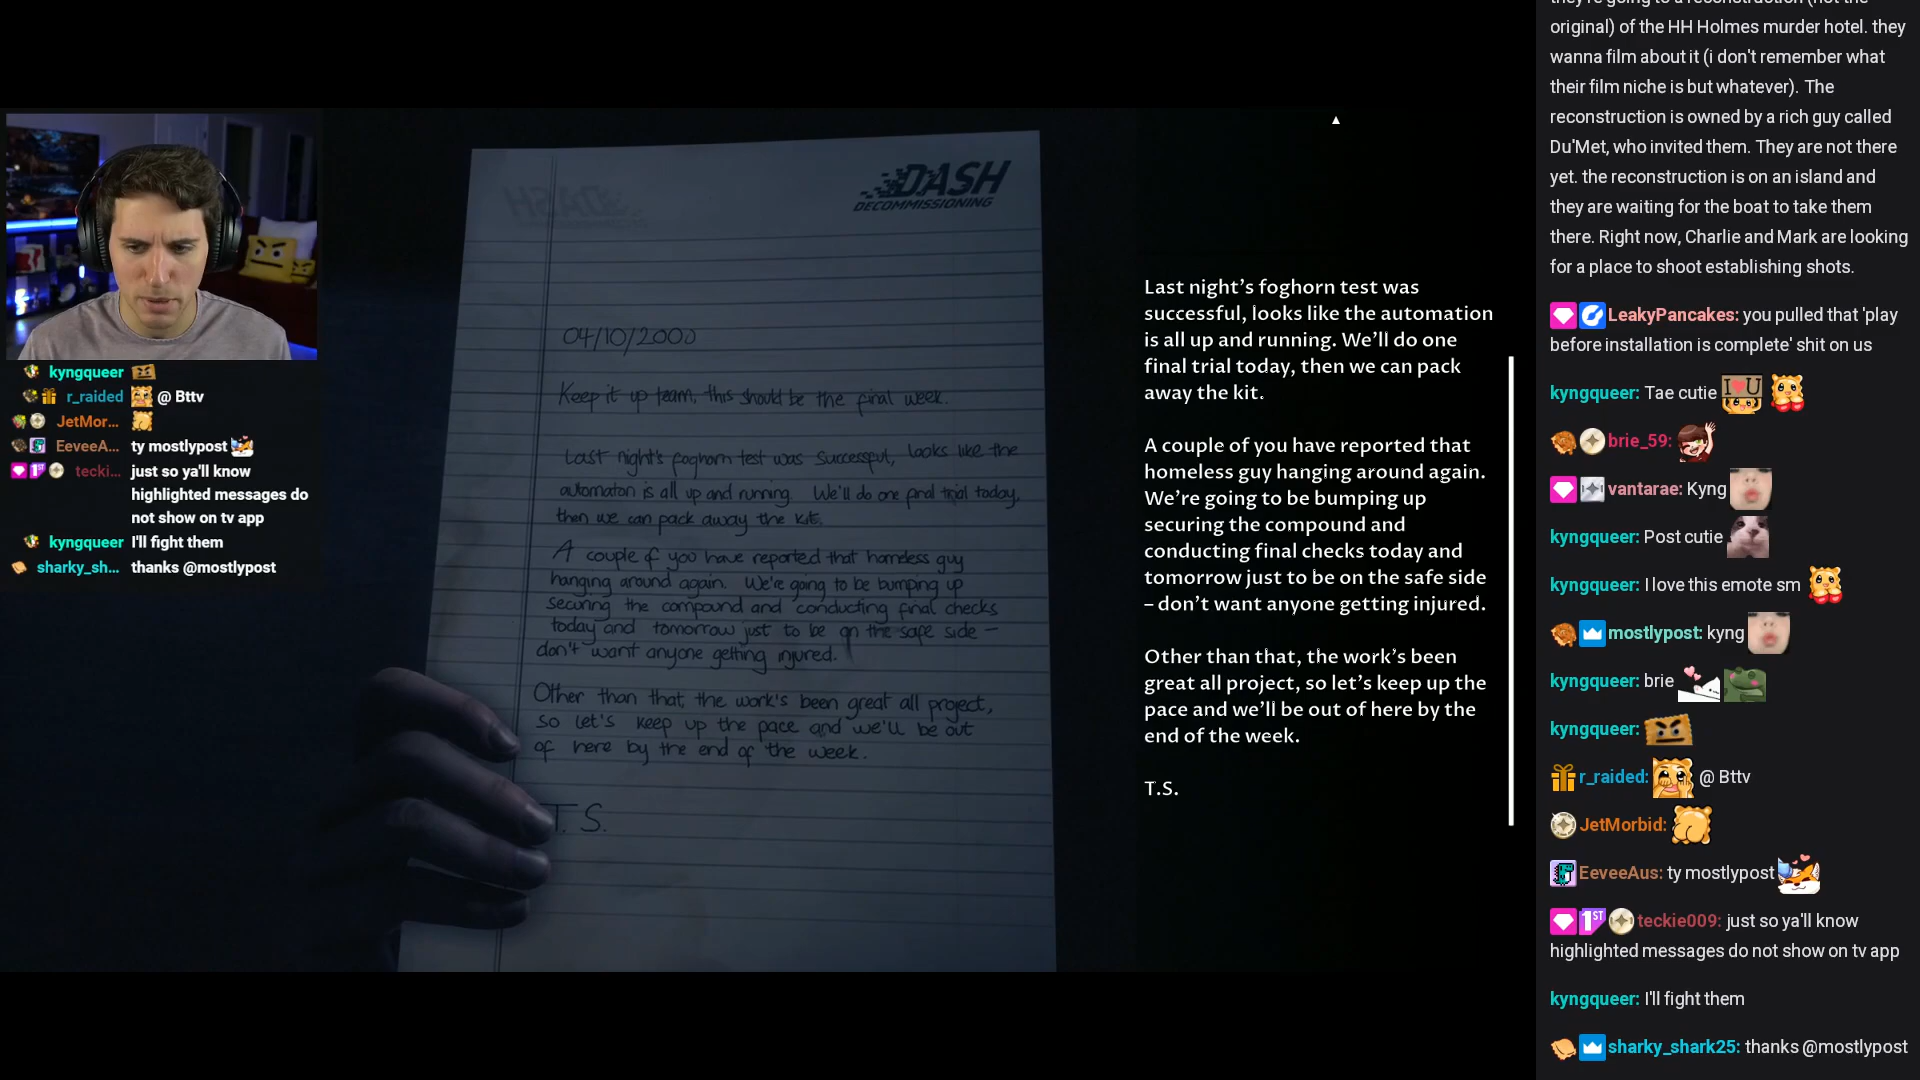 DASH
DECOMMISSIONING
04/10/2000
Keep it up team, this should be the final week.
Last night's foghorn test was successful, looks like the
automation is all up and running. We'll do one final trial today,
then we can pack away the kit.
A couple of you have reported that homeless guy
hanging around again. We're going to be bumping up
securing the compound and conducting final checks
today and tomorrow just to be on the safe side –
don't want anyone getting injured.
Other than that, the work's been great all project,
so let's keep up the pace and we'll be out
of here by the end of the week.
T.S.
Last night's foghorn test was
successful, looks like the automation
is all up and running. We'll do one
final trial today, then we can pack
away the kit.
A couple of you have reported that
homeless guy hanging around again.
We're going to be bumping up
securing the compound and
conducting final checks today and
tomorrow just to be on the safe side
– don't want anyone getting injured.
Other than that, the work's been
great all project, so let's keep up the
pace and we'll be out of here by the
end of the week.
T.S.
kyngqueer
r_raided @ Bttv
JetMor...
EeveeA... ty mostlypost
tecki... just so ya'll know
highlighted messages do
not show on tv app
kyngqueer I'll fight them
sharky_sh... thanks @mostlypost
they're going to a reconstruction (not the
original) of the HH Holmes murder hotel. they
wanna film about it (i don't remember what
their film niche is but whatever). The
reconstruction is owned by a rich guy called
Du'Met, who invited them. They are not there
yet. the reconstruction is on an island and
they are waiting for the boat to take them
there. Right now, Charlie and Mark are looking
for a place to shoot establishing shots.
LeakyPancakes: you pulled that 'play
before installation is complete' shit on us
kyngqueer: Tae cutie I U
brie_59:
vantarae: Kyng
kyngqueer: Post cutie
kyngqueer: I love this emote sm
mostlypost: kyng
kyngqueer: brie
kyngqueer:
r_raided: @ Bttv
JetMorbid:
EeveeAus: ty mostlypost
1ST teckie009: just so ya'll know
highlighted messages do not show on tv app
kyngqueer: I'll fight them
sharky_shark25: thanks @mostlypost